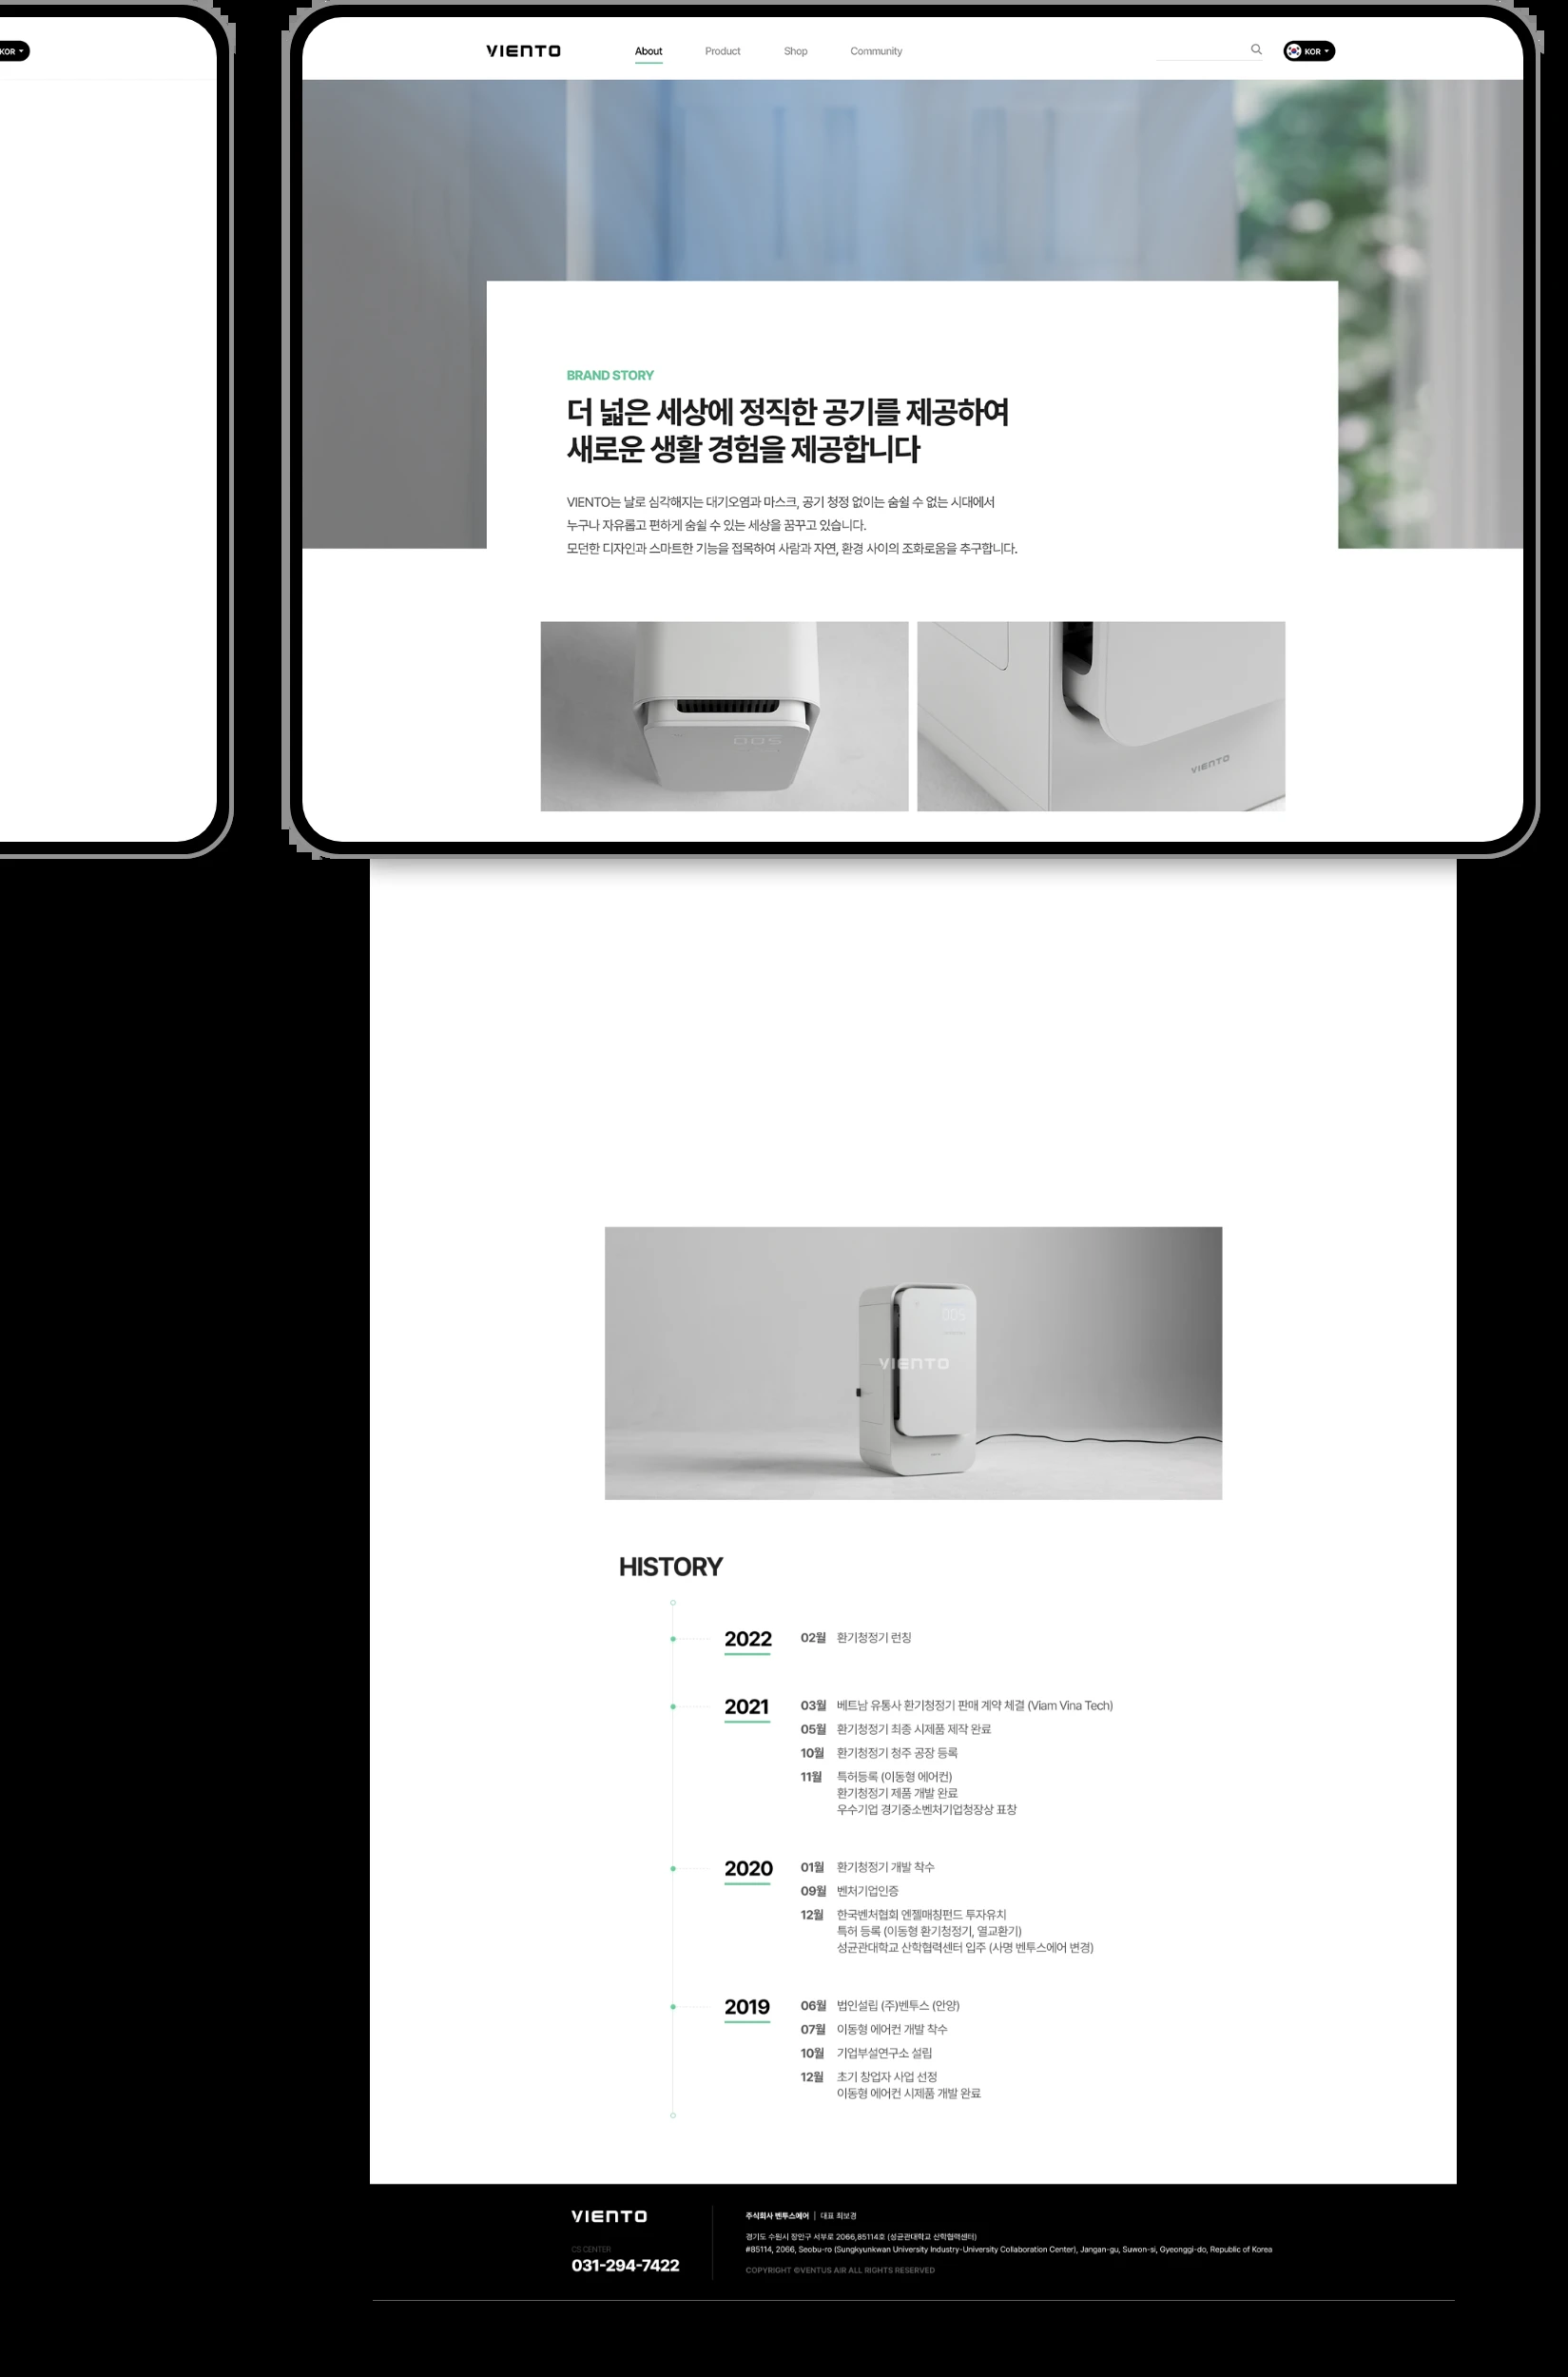 KOR
VIENTO
About
Product
Shop
Community
KOR
BRAND STORY
더 넓은 세상에 정직한 공기를 제공하여
새로운 생활 경험을 제공합니다
VIENTO는 날로 심각해지는 대기오염과 마스크, 공기 청정 없이는 숨쉴 수 없는 시대에서
누구나 자유롭고 편하게 숨쉴 수 있는 세상을 꿈꾸고 있습니다.
모던한 디자인과 스마트한 기능을 접목하여 사람과 자연, 환경 사이의 조화로움을 추구합니다.
005
VIENTO
005
VIENTO
HISTORY
2022
02월 환기청정기 런칭
2021
03월 베트남 유통사 환기청정기 판매 계약 체결 (Viam Vina Tech)
05월 환기청정기 최종 시제품 제작 완료
10월 환기청정기 청주 공장 등록
11월 특허등록 (이동형 에어컨)
환기청정기 제품 개발 완료
우수기업 경기중소벤처기업청장상 표창
2020
01월 환기청정기 개발 착수
09월 벤처기업인증
12월 한국벤처협회 엔젤매칭펀드 투자유치
특허 등록 (이동형 환기청정기, 열교환기)
성균관대학교 산학협력센터 입주 (사명 벤투스에어 변경)
2019
06월 법인설립 (주)벤투스 (안양)
07월 이동형 에어컨 개발 착수
10월 기업부설연구소 설립
12월 초기 창업자 사업 선정
이동형 에어컨 시제품 개발 완료
VIENTO
CS CENTER
031-294-7422
주식회사 벤투스에어 | 대표 최보경
경기도 수원시 장안구 서부로 2066,85114호 (성균관대학교 산학협력센터)
#85114, 2066, Seobu-ro (Sungkyunkwan University Industry-University Collaboration Center), Jangan-gu, Suwon-si, Gyeonggi-do, Republic of Korea
COPYRIGHT ©VENTUS AIR ALL RIGHTS RESERVED